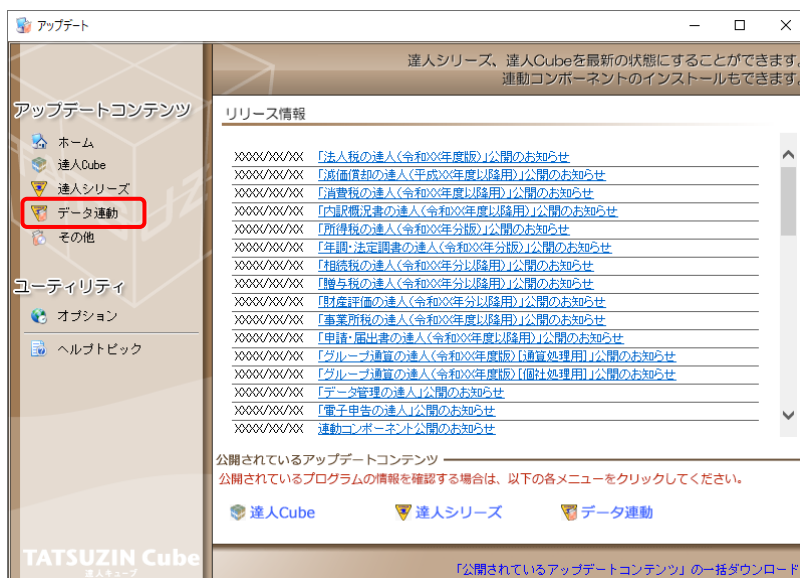 アップデート
達人シリーズ、達人Cubeを最新の状態にすることができます。
連動コンポーネントのインストールもできます。
アップデートコンテンツ
ホーム
達人Cube
達人シリーズ
データ連動
その他
ユーティリティ
オプション
ヘルプトピック
リリース情報
XXXX/XX/XX 「法人税の達人(令和XX年度版)」公開のお知らせ
XXXX/XX/XX 「減価償却の達人(平成XX年度以降用)」公開のお知らせ
XXXX/XX/XX 「消費税の達人(令和XX年度以降用)」公開のお知らせ
XXXX/XX/XX 「内訳概況書の達人(令和XX年度以降用)」公開のお知らせ
XXXX/XX/XX 「所得税の達人(令和XX年分版)」公開のお知らせ
XXXX/XX/XX 「年調・法定調書の達人(令和XX年分版)」公開のお知らせ
XXXX/XX/XX 「相続税の達人(令和XX年分以降用)」公開のお知らせ
XXXX/XX/XX 「贈与税の達人(令和XX年分以降用)」公開のお知らせ
XXXX/XX/XX 「財産評価の達人(令和XX年分以降用)」公開のお知らせ
XXXX/XX/XX 「事業所税の達人(令和XX年度以降用)」公開のお知らせ
XXXX/XX/XX 「申請・届出書の達人(令和XX年度以降用)」公開のお知らせ
XXXX/XX/XX 「グループ通算の達人(令和XX年度版)[通算処理用]」公開のお知らせ
XXXX/XX/XX 「グループ通算の達人(令和XX年度版)[個社処理用]」公開のお知らせ
XXXX/XX/XX 「データ管理の達人」公開のお知らせ
XXXX/XX/XX 「電子申告の達人」公開のお知らせ
XXXX/XX/XX 連動コンポーネント公開のお知らせ
公開されているアップデートコンテンツ
公開されているプログラムの情報を確認する場合は、以下の各メニューをクリックしてください。
達人Cube 達人シリーズ データ連動
TATSUZIN Cube
達人キューブ
「公開されているアップデートコンテンツ」の一括ダウンロード